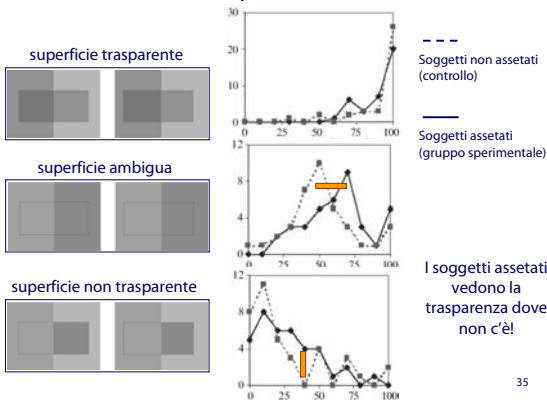 superficie trasparente
30
20
10
0
0 25 50 75 100
Soggetti non assetati
(controllo)
Soggetti assetati
(gruppo sperimentale)
superficie ambigua
12
8
4
0
0 25 50 75 100
superficie non trasparente
12
8
4
0
0 25 50 75 100
I soggetti assetati
vedono la
trasparenza dove
non c'è!
35